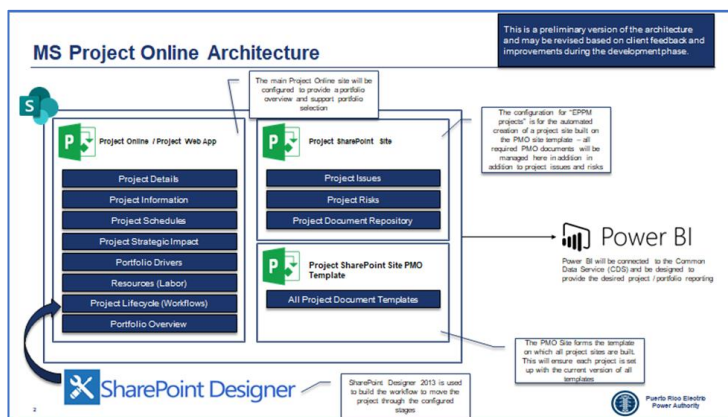 MS Project Online Architecture
This is a preliminary version of the architecture
and may be revised based on client feedback and
improvements during the development phase.
The main Project Online site will be
configured to provide a portfolio
overview and support portfolio
selection
The configuration for "EPPM
projects" is for the automated
creation of a project site built on
the PMO site template – all
required PMO documents will be
managed here in addition in
addition to project issues and risks
S
P
Project Online / Project Web App
Project Details
Project Information
Project Schedules
Project Strategic Impact
Portfolio Drivers
Resources (Labor)
Project Lifecycle (Workflows)
Portfolio Overview
P
Project SharePoint Site
Project Issues
Project Risks
Project Document Repository
P
Project SharePoint Site PMO
Template
All Project Document Templates
Power BI
Power BI will be connected to the Common
Data Service (CDS) and be designed to
provide the desired project / portfolio reporting
The PMO Site forms the template
on which all project sites are built.
This will ensure each project is set
up with the current version of all
templates
SharePoint Designer
SharePoint Designer 2013 is used
to build the workflow to move the
project through the configured
stages
2
Puerto Rico Electric
Power Authority